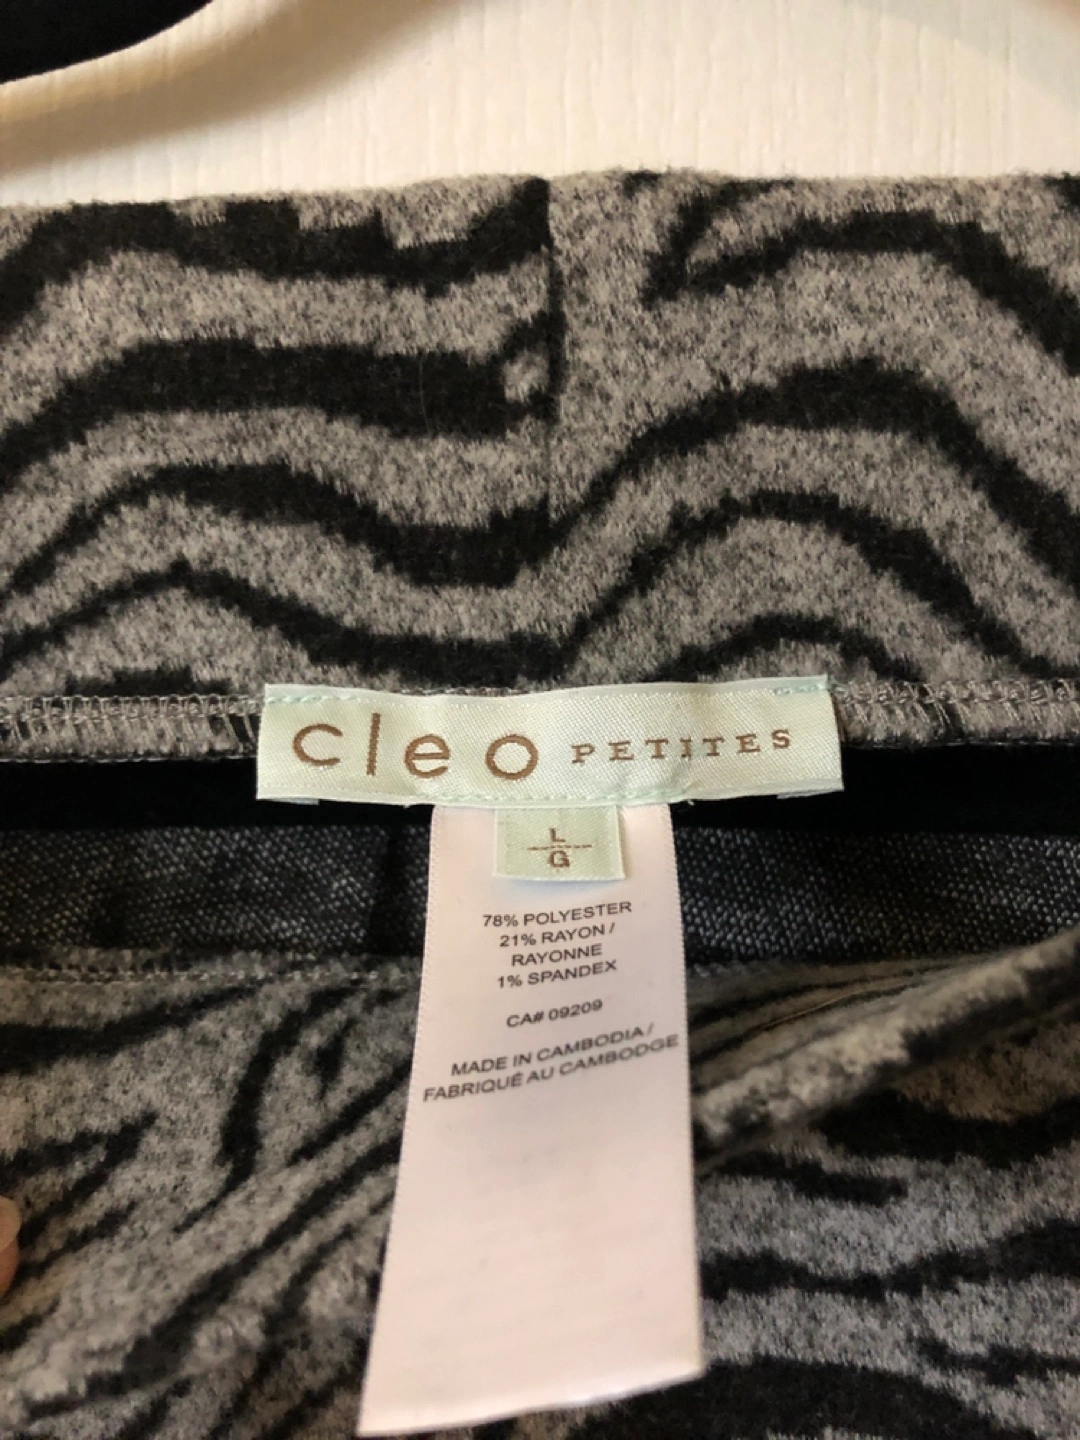 cleo PETITES
L
G
78% POLYESTER
21% RAYON /
RAYONNE
1% SPANDEX
CA# 09209
MADE IN CAMBODIA /
FABRIQUÉ AU CAMBODGE